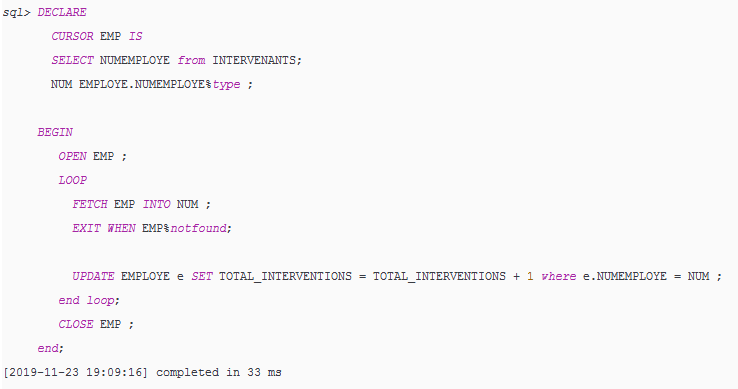 sql> DECLARE
CURSOR EMP IS
SELECT NUMEMPLOYE from INTERVENANTS;
NUM EMPLOYE.NUMEMPLOYE%type ;
BEGIN
OPEN EMP ;
LOOP
FETCH EMP INTO NUM ;
EXIT WHEN EMP%notfound;
UPDATE EMPLOYE e SET TOTAL_INTERVENTIONS = TOTAL_INTERVENTIONS + 1 where e.NUMEMPLOYE = NUM ;
end loop;
CLOSE EMP ;
end;
[2019-11-23 19:09:16] completed in 33 ms